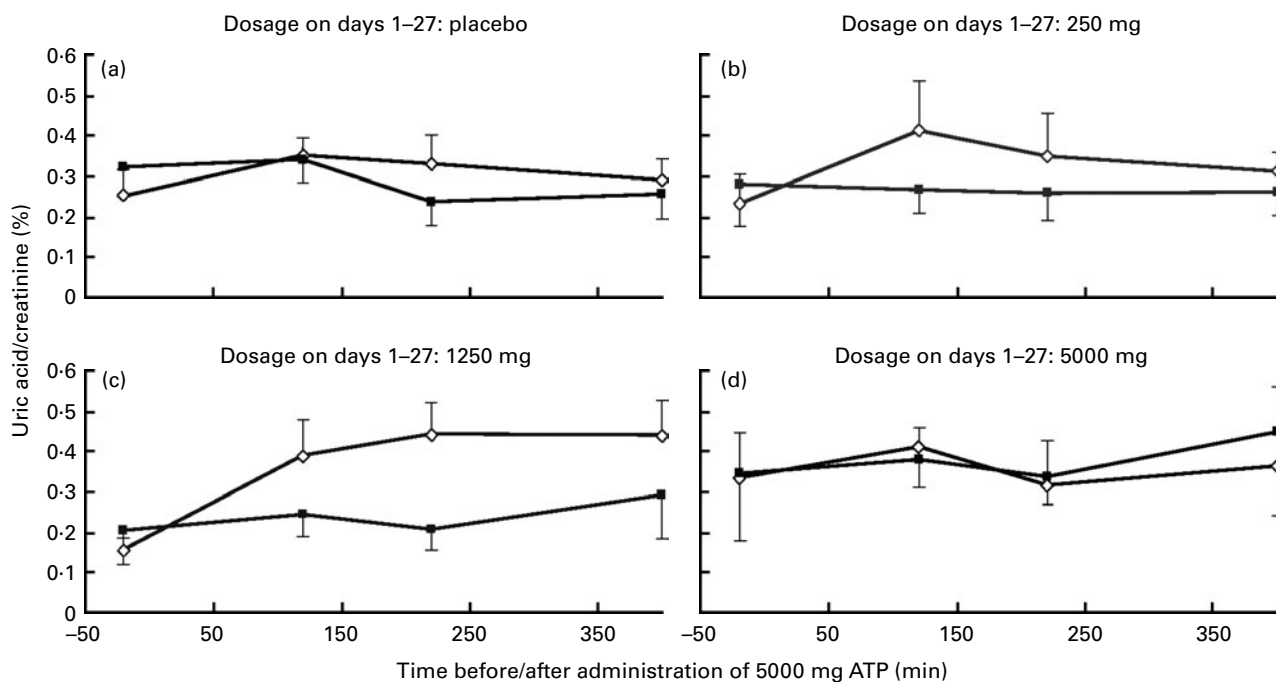 Dosage on days 1–27: placebo
Dosage on days 1–27: 250 mg
0·6
0·5
0·4
0·3
0·2
0·1
0
(a)
(b)
Uric acid/creatinine (%)
Dosage on days 1–27: 1250 mg
Dosage on days 1–27: 5000 mg
0·6
0·5
0·4
0·3
0·2
0·1
0
(c)
(d)
–50 50 150 250 350
–50 50 150 250 350
Time before/after administration of 5000 mg ATP (min)